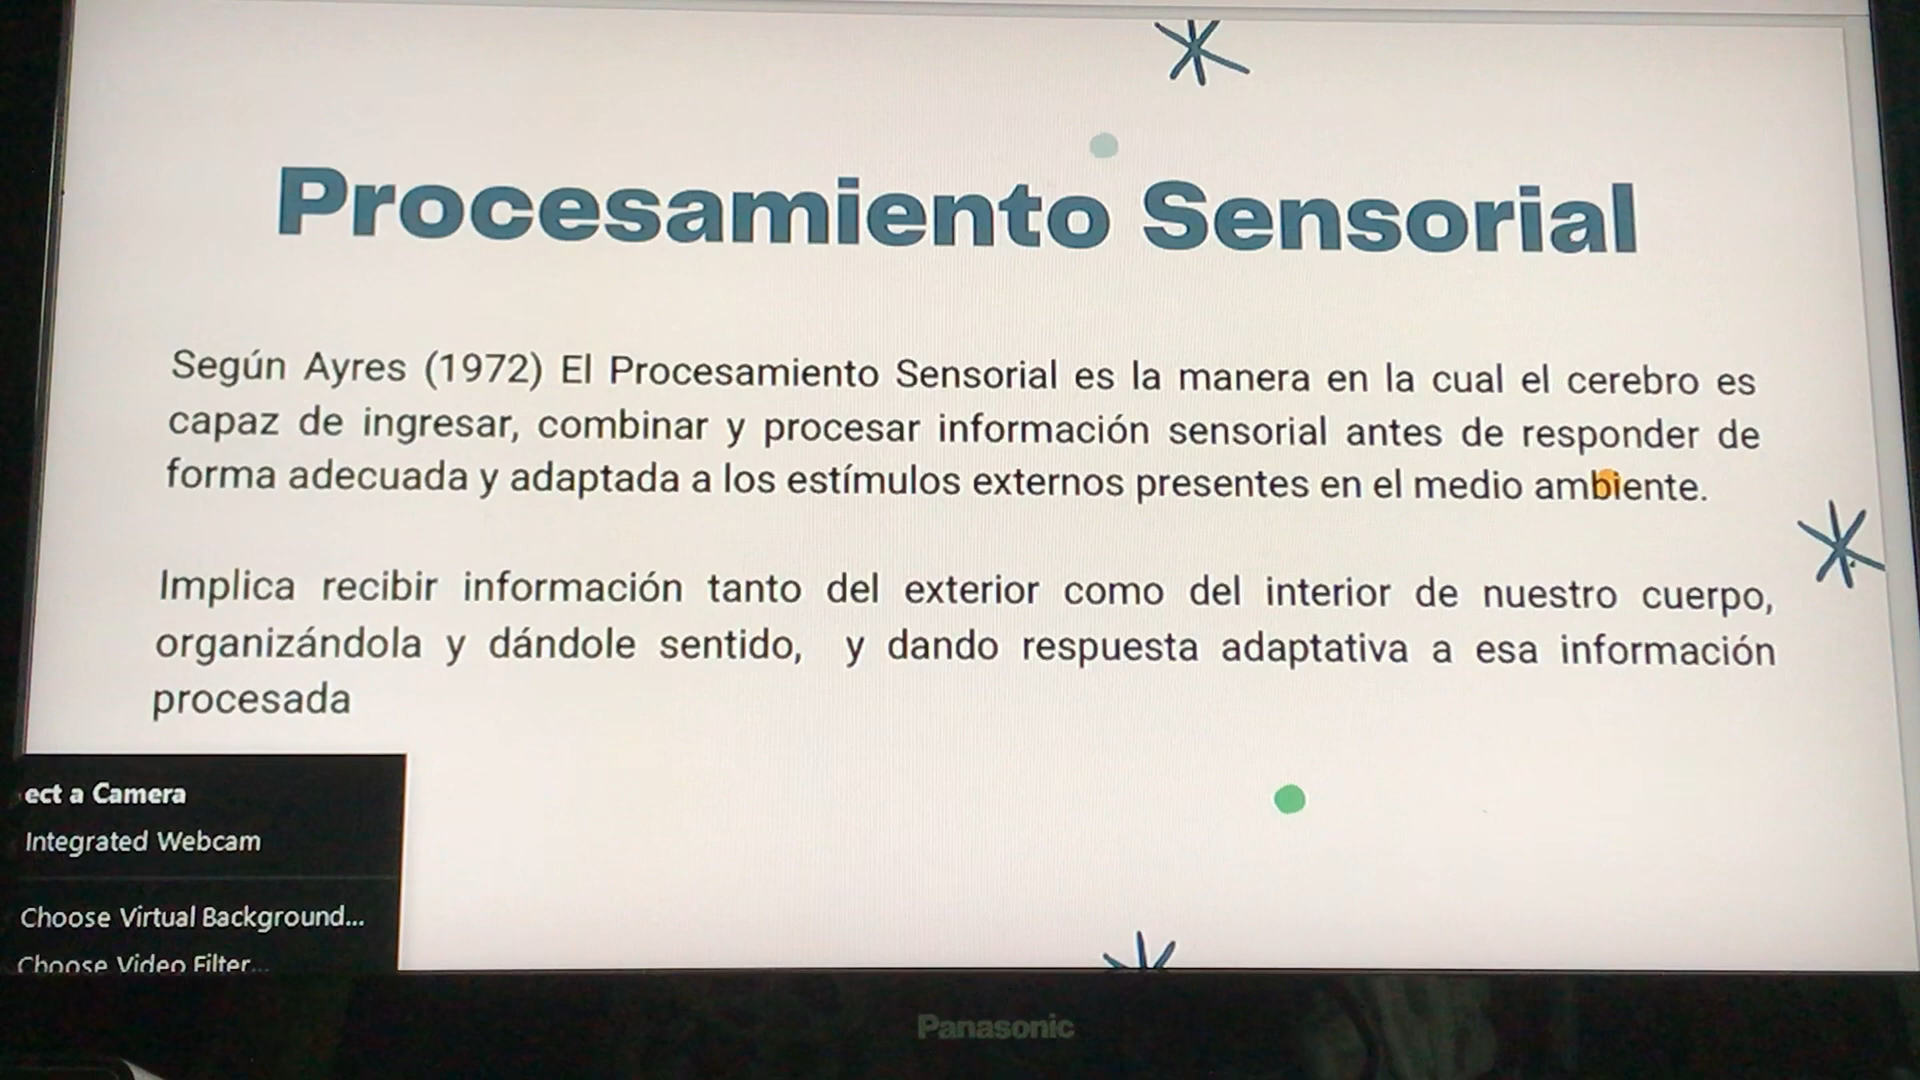 Procesamiento Sensorial
Según Ayres (1972) El Procesamiento Sensorial es la manera en la cual el cerebro es
capaz de ingresar, combinar y procesar información sensorial antes de responder de
forma adecuada y adaptada a los estímulos externos presentes en el medio ambiente.
Implica recibir información tanto del exterior como del interior de nuestro cuerpo,
organizándola y dándole sentido, y dando respuesta adaptativa a esa información
procesada
ect a Camera
Integrated Webcam
Choose Virtual Background...
Choose Video Filter...
Panasonic